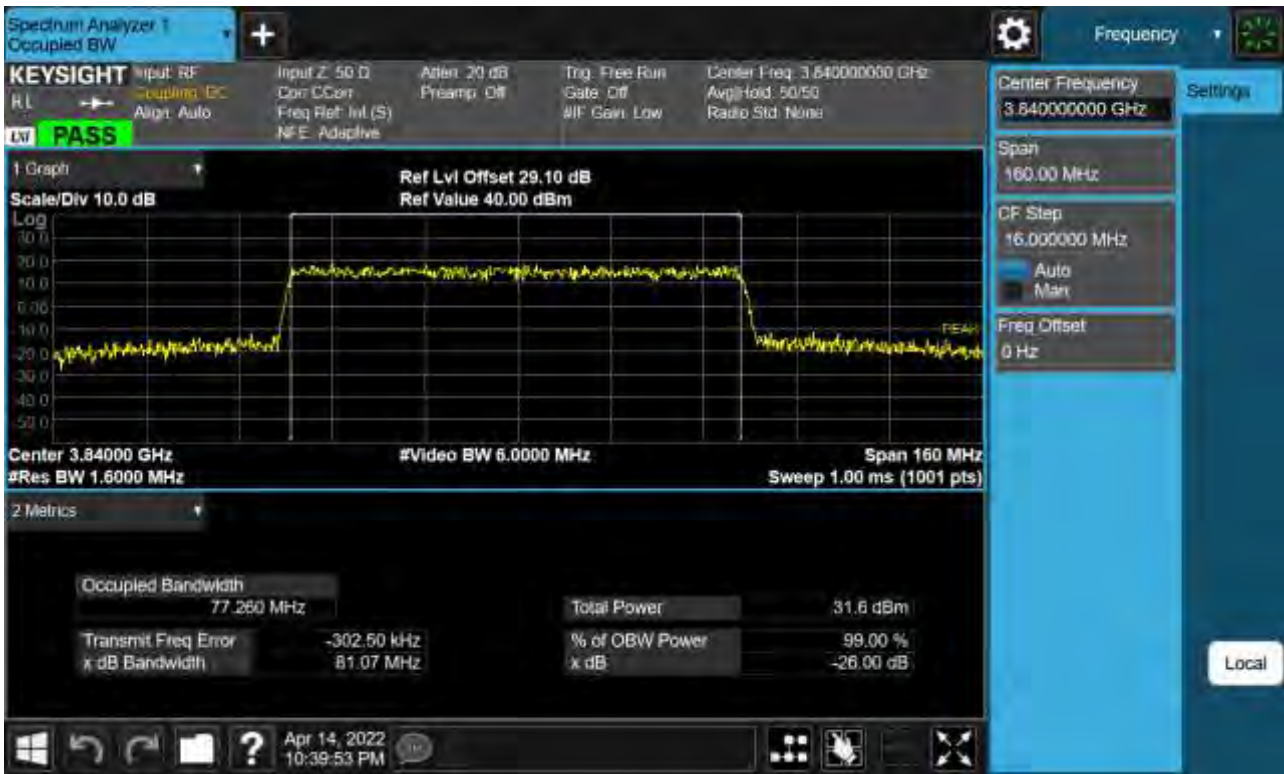 Spectrum Analyzer 1
Occupied BW
Frequency
KEYSIGHT Input: RF
Coupling: DC
Align: Auto
RL
PASS
Input Z: 50 Ω
Corr CCorr
Freq Ref: Int (S)
NFE: Adaptive
Atten: 20 dB
Preamp: Off
Trig: Free Run
Gate: Off
#IF Gain: Low
Center Freq: 3.840000000 GHz
Avg|Hold: 50/50
Radio Std: None
Center Frequency
3.840000000 GHz
Settings
Span
160.00 MHz
CF Step
16.000000 MHz
Auto
Man
Freq Offset
0 Hz
1 Graph
Scale/Div 10.0 dB
Ref Lvl Offset 29.10 dB
Ref Value 40.00 dBm
Log
30.0
20.0
10.0
0.00
-10.0
-20.0
-30.0
-40.0
-50.0
PEAK
Center 3.84000 GHz
#Video BW 6.0000 MHz
Span 160 MHz
#Res BW 1.6000 MHz
Sweep 1.00 ms (1001 pts)
2 Metrics
Occupied Bandwidth
77.260 MHz
Total Power 31.6 dBm
Transmit Freq Error -302.50 kHz
% of OBW Power 99.00 %
x dB Bandwidth 81.07 MHz
x dB -26.00 dB
Local
? Apr 14, 2022
10:39:53 PM